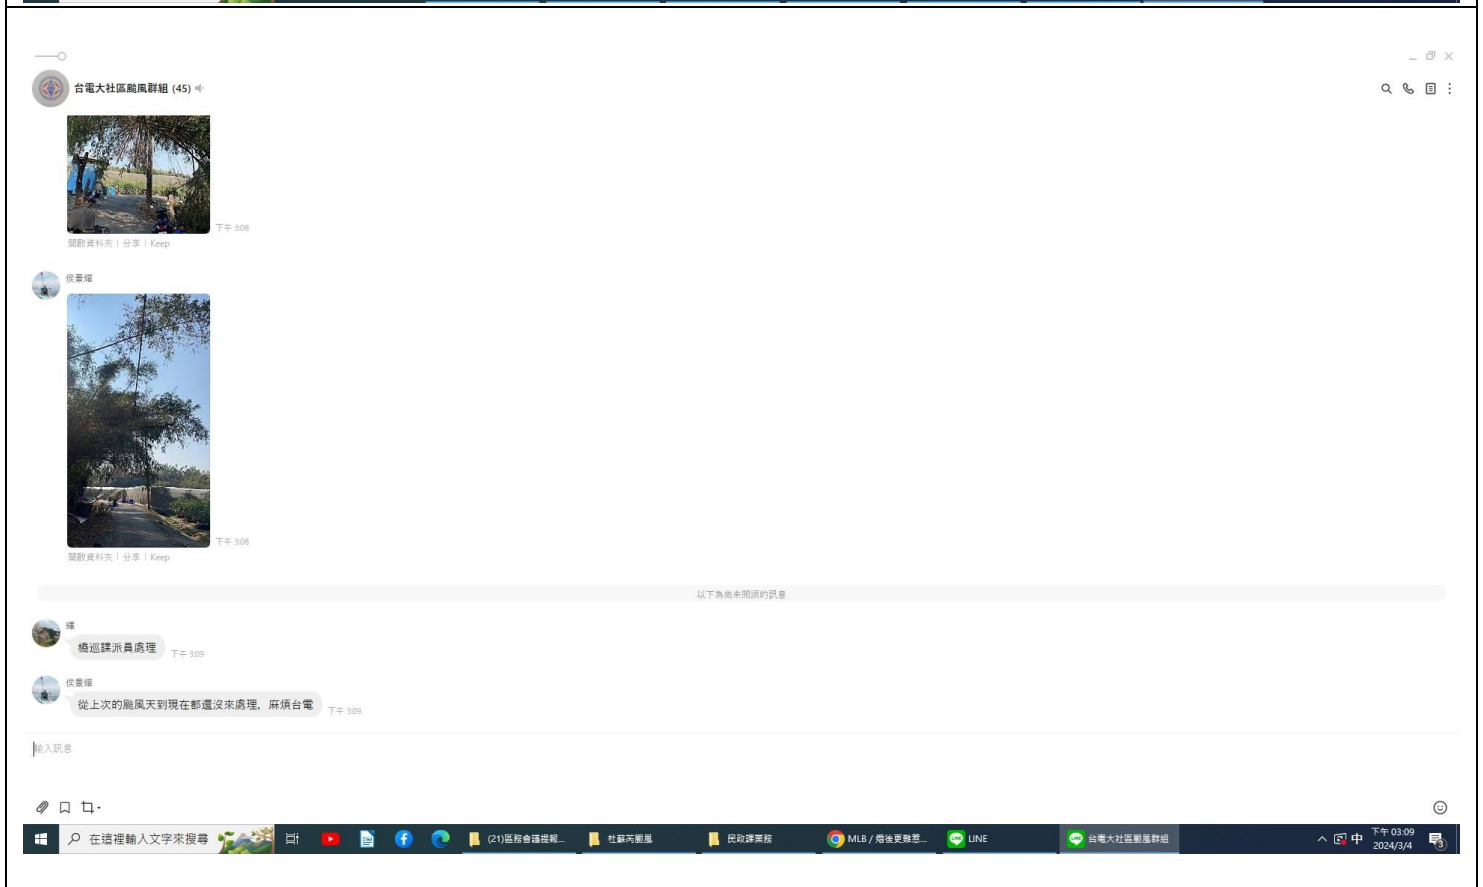 台電大社區颱風群組 (45)
下午 3:08
開啟資料夾 | 分享 | Keep
侯景耀
下午 3:08
開啟資料夾 | 分享 | Keep
以下為尚未閱讀的訊息
繹
橋巡課派員處理
下午 3:09
侯景耀
從上次的颱風天到現在都還沒來處理, 麻煩台電
下午 3:09
輸入訊息
在這裡輸入文字來搜尋
(21)區務會議提報...
杜蘇芮颱風
民政課業務
MLB / 婚後更難惹...
LINE
台電大社區颱風群組
中
下午 03:09
2024/3/4
3